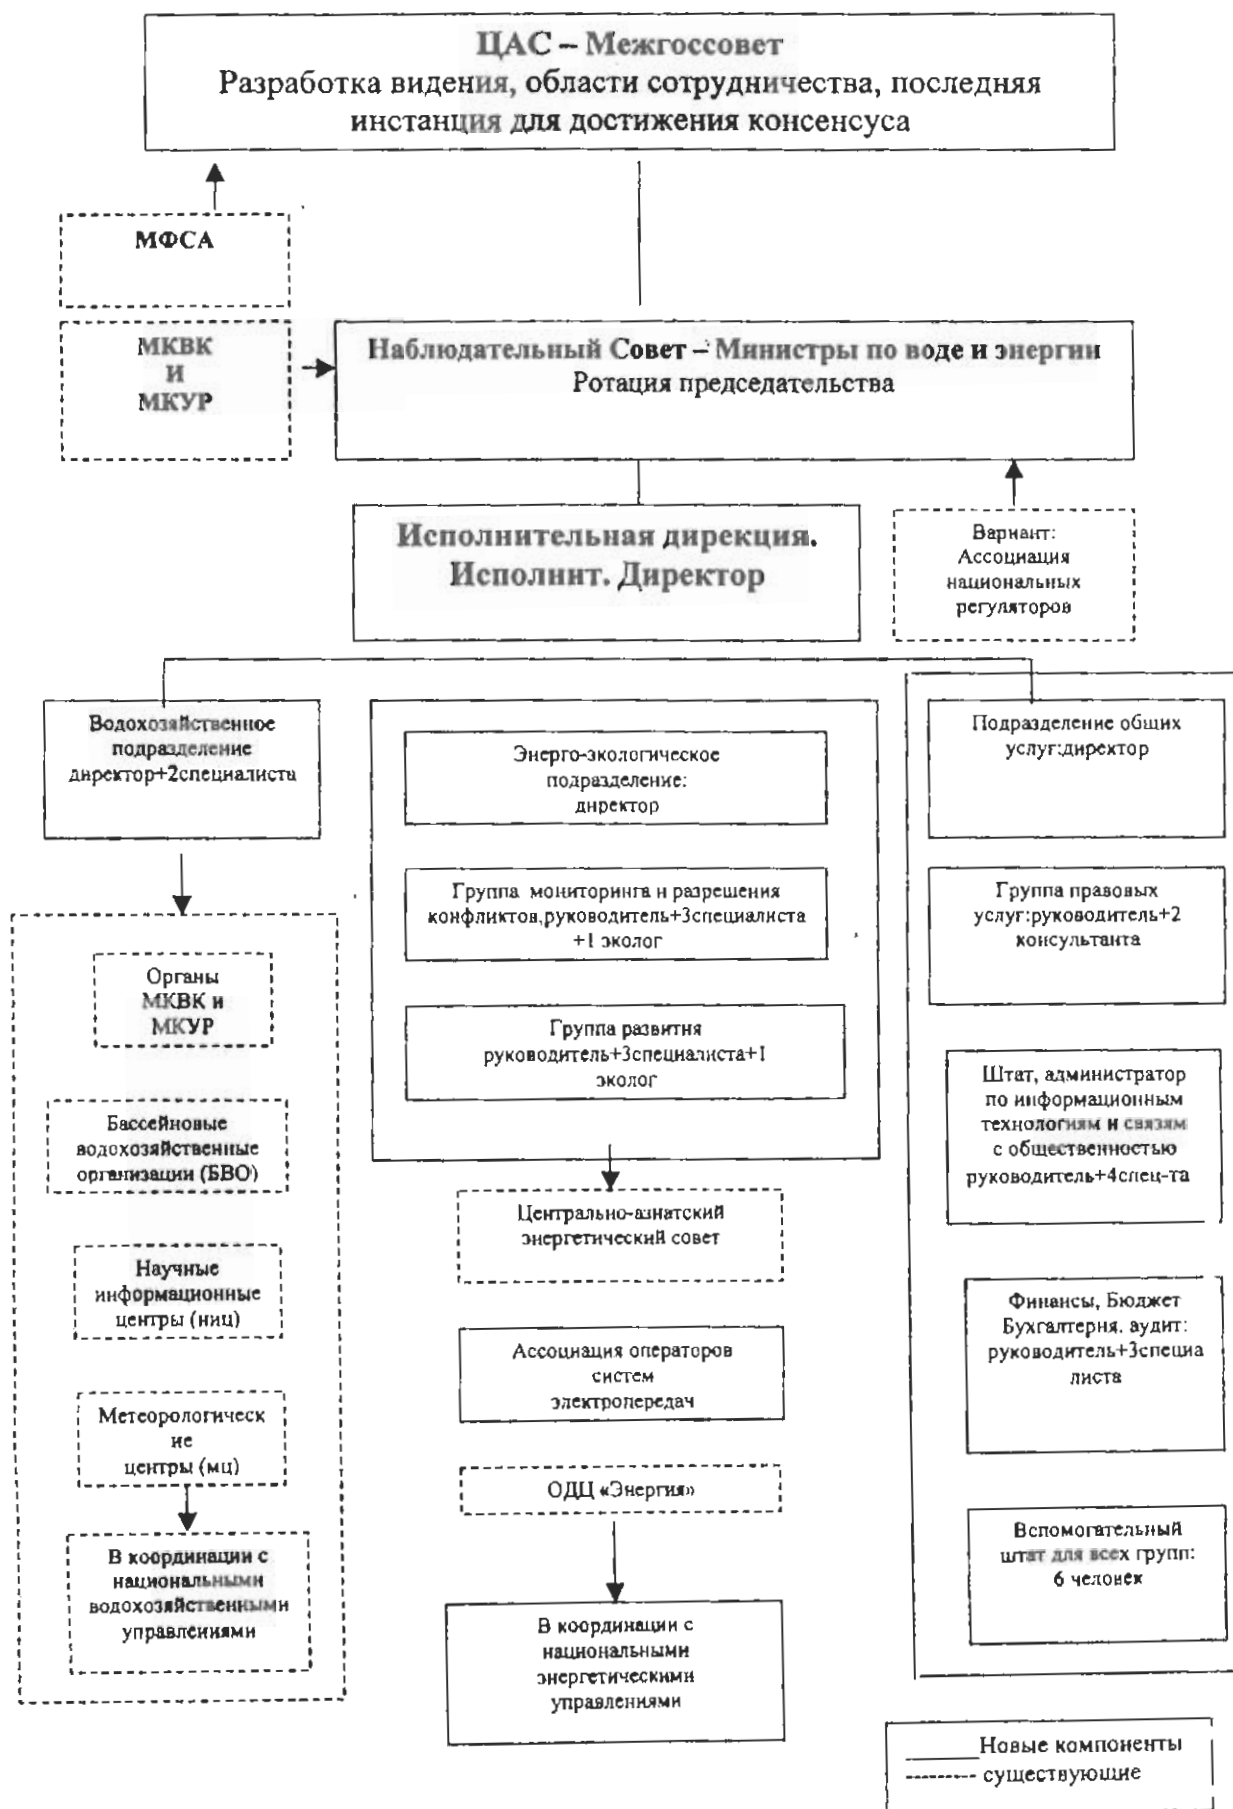 ЦАС – Межгоссовет
Разработка видения, области сотрудничества, последняя
инстанция для достижения консенсуса
МФСА
МКВК
И
МКУР
Наблюдательный Совет – Министры по воде и энергии
Ротация председательства
Исполнительная дирекция.
Исполнит. Директор
Вариант:
Ассоциация
национальных
регуляторов
Водохозяйственное
подразделение
директор+2специалиста
Энерго-экологическое
подразделение:
директор
Подразделение общих
услуг:директор
Группа мониторинга и разрешения
конфликтов,руководитель+3специалиста
+1 эколог
Группа правовых
услуг:руководитель+2
консультанта
Органы
МКВК и
МКУР
Группа развития
руководитель+3специалиста+1
эколог
Штат, администратор
по информационным
технологиям и связям
с общественностью
руководитель+4спец-та
Бассейновые
водохозяйственные
организации (БВО)
Центрально-азиатский
энергетический совет
Научные
информационные
центры (ниц)
Финансы, Бюджет
Бухгалтерия, аудит:
руководитель+3специа
листа
Ассоциация операторов
систем
электропередач
Метеорологическ
ие
центры (мц)
ОДЦ «Энергия»
Вспомогательный
штат для всех групп:
6 человек
В координации с
национальными
водохозяйственными
управлениями
В координации с
национальными
энергетическими
управлениями
Новые компоненты
существующие